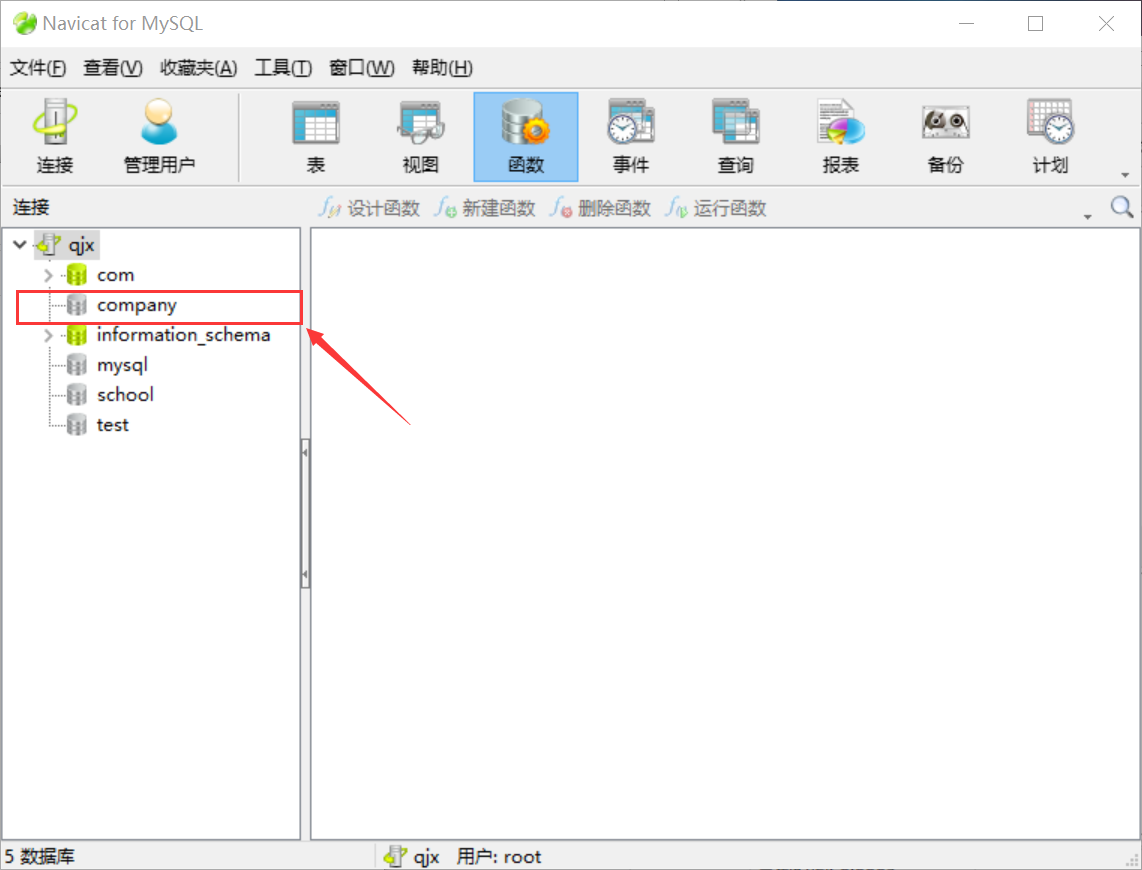 Navicat for MySQL
文件(F) 查看(V) 收藏夹(A) 工具(T) 窗口(W) 帮助(H)
连接 管理用户 表 视图 函数 事件 查询 报表 备份 计划
连接 设计函数 新建函数 删除函数 运行函数
qjx
com
company
information_schema
mysql
school
test
5 数据库 qjx 用户: root